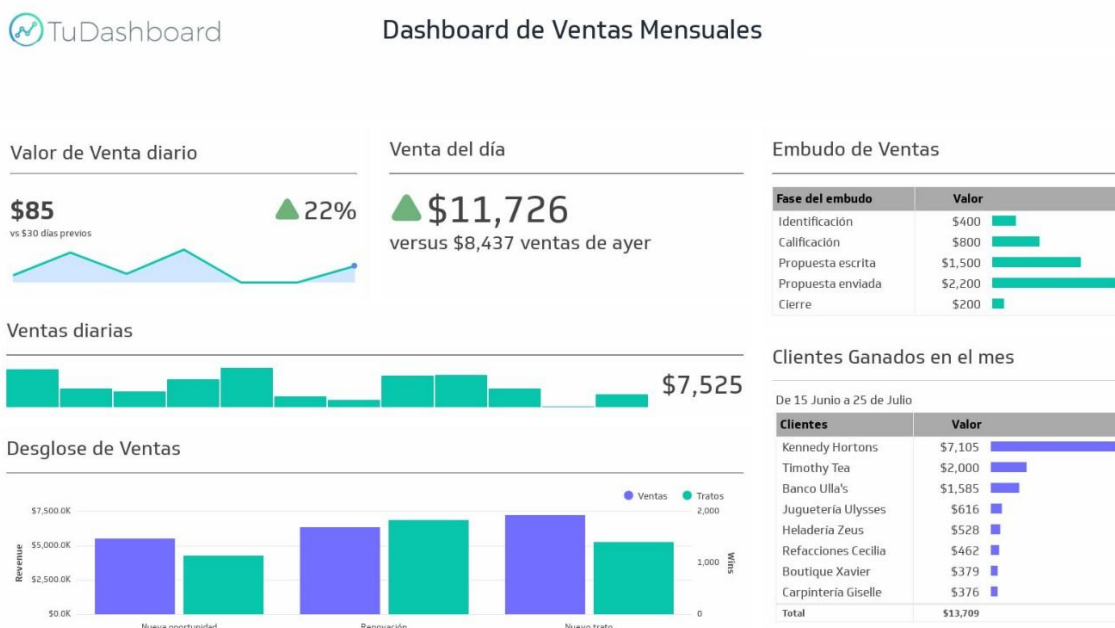 TuDashboard
Dashboard de Ventas Mensuales
Valor de Venta diario
$85
22%
vs $30 días previos
Venta del día
$11,726
versus $8,437 ventas de ayer
Embudo de Ventas
Fase del embudo Valor
Identificación $400
Calificación $800
Propuesta escrita $1,500
Propuesta enviada $2,200
Cierre $200
Ventas diarias
$7,525
Clientes Ganados en el mes
De 15 Junio a 25 de Julio
Clientes Valor
Kennedy Hortons $7,105
Timothy Tea $2,000
Banco Ulla's $1,585
Juguetería Ulysses $616
Heladería Zeus $528
Refacciones Cecilia $462
Boutique Xavier $379
Carpintería Giselle $376
Total $13,709
Desglose de Ventas
Ventas Tratos
$7,500.0K 2,000
$5,000.0K
1,000
$2,500.0K
$0.0K 0
Revenue
Wins
Nueva oportunidad Renovación Nuevo trato